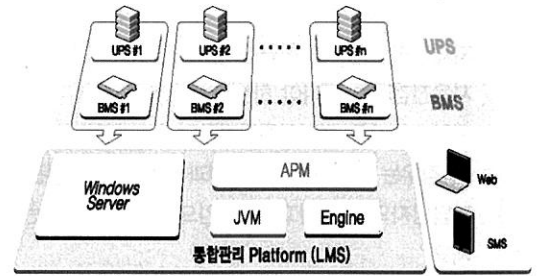 UPS #1 UPS #2 ..... UPS #n UPS
BMS #1 BMS #2 ..... BMS #n BMS
Windows
Server
APM
JVM Engine
통합관리 Platform (LMS)
Web
SMS